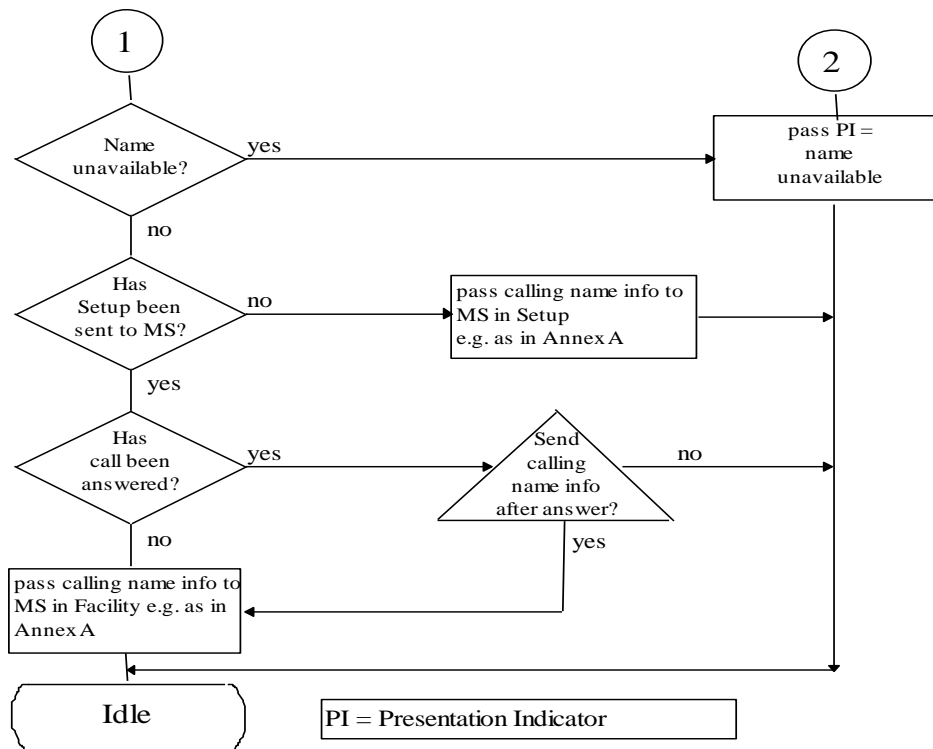 1
2
Name
unavailable?
yes
pass PI =
name
unavailable
no
Has
Setup been
sent to MS?
no
pass calling name info to
MS in Setup
e.g. as in Annex A
yes
Has
call been
answered?
yes
Send
calling
name info
after answer?
no
yes
no
pass calling name info to
MS in Facility e.g. as in
Annex A
Idle
PI = Presentation Indicator